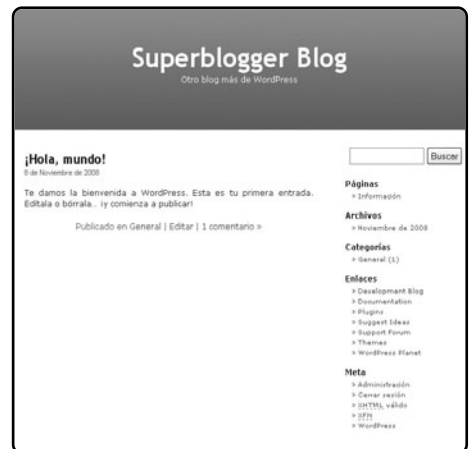 Superblogger Blog
Otro blog más de WordPress
¡Hola, mundo!
8 de Noviembre de 2008
Te damos la bienvenida a WordPress. Esta es tu primera entrada.
Edítala o bórrala... ¡y comienza a publicar!
Publicado en General | Editar | 1 comentario »
Buscar
Páginas
» Información
Archivos
» Noviembre de 2008
Categorías
» General (1)
Enlaces
» Development Blog
» Documentation
» Plugins
» Suggest Ideas
» Support Forum
» Themes
» WordPress Planet
Meta
» Administración
» Cerrar sesión
» XHTML válido
» XFN
» WordPress